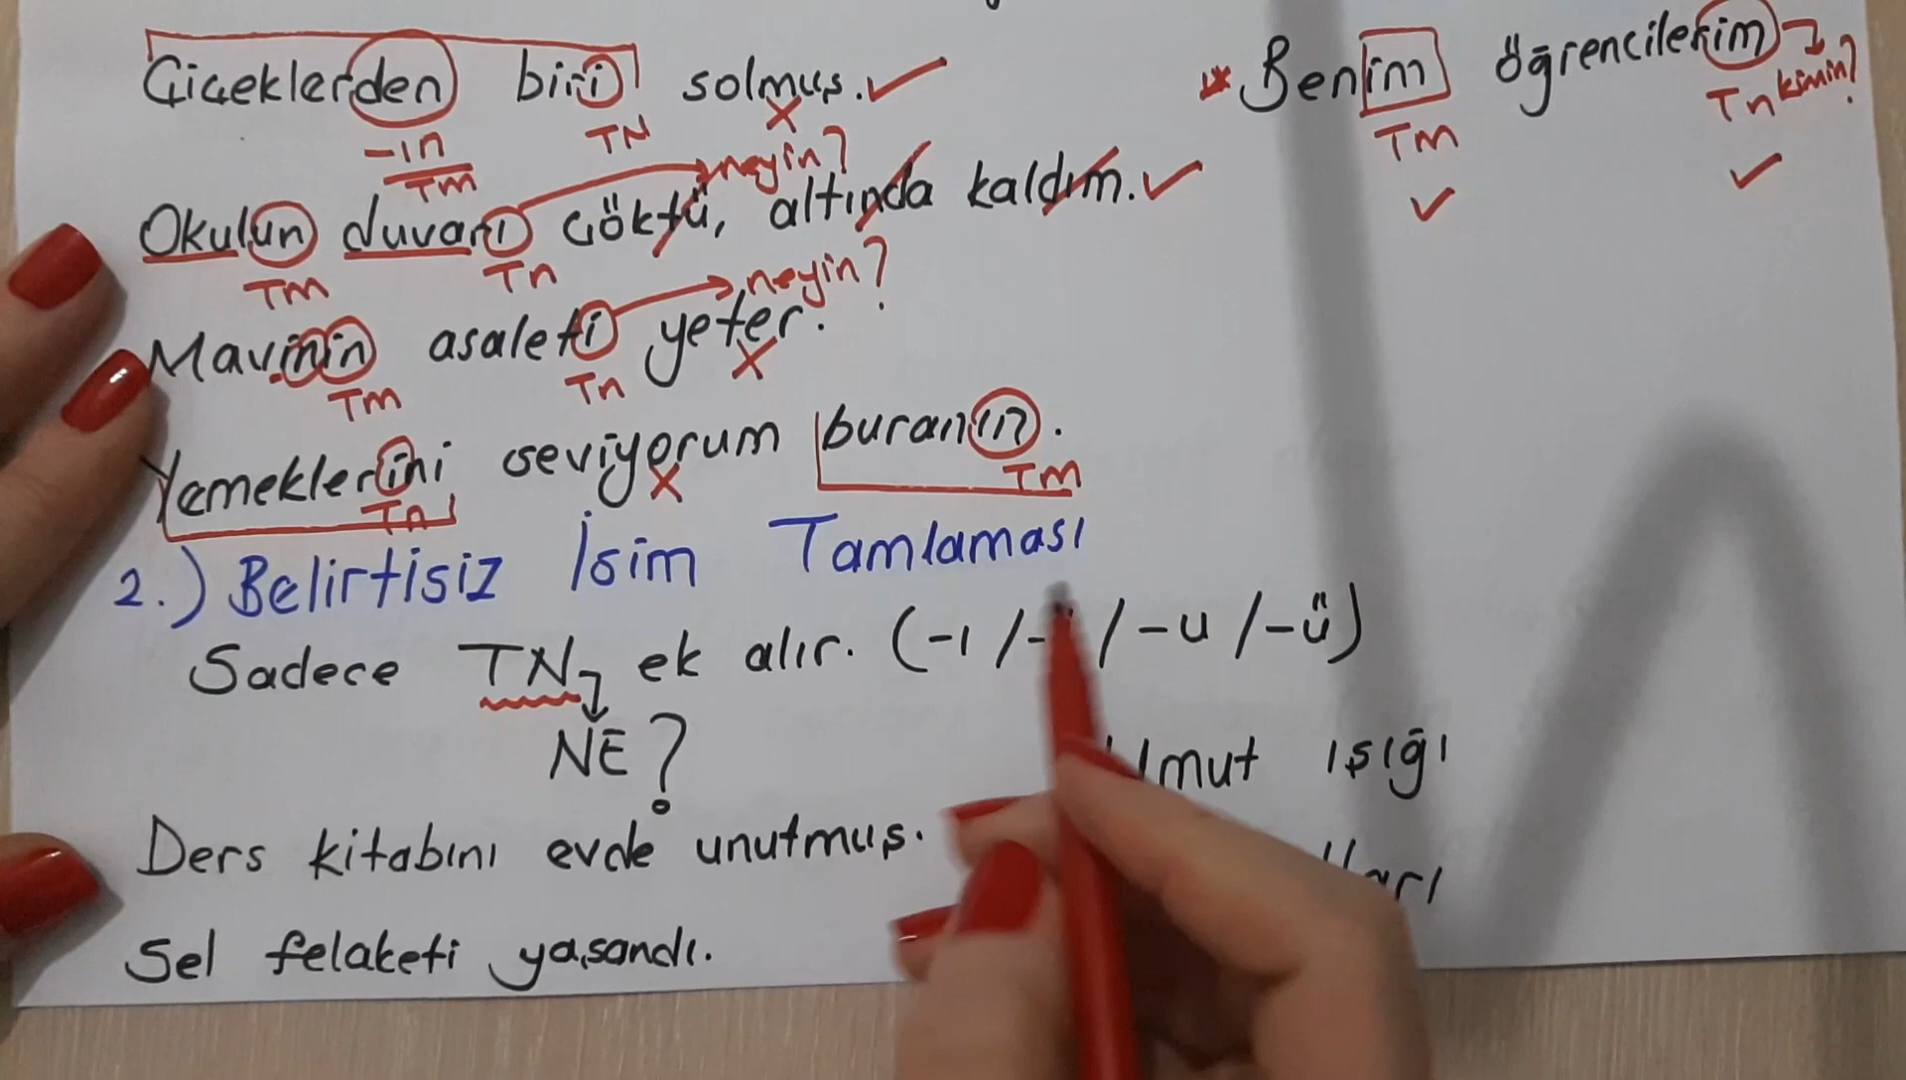 Çiçeklerden biri solmuş.
-ın TM TN neyin?
Okulun duvarı çöktü, altında kaldım.
TM Tn neyin?
Mavinin asaleti yeter.
TM Tn
Yemeklerini seviyorum buranın.
Tn TM
* Benim öğrencilerim
TM Tn kimin?
2.) Belirtisiz İsim Tamlaması
Sadece TN ek alır. (-ı / / -u / -ü)
NE?
ışığı
Ders kitabını evde unutmuş.
Sel felaketi yaşandı.